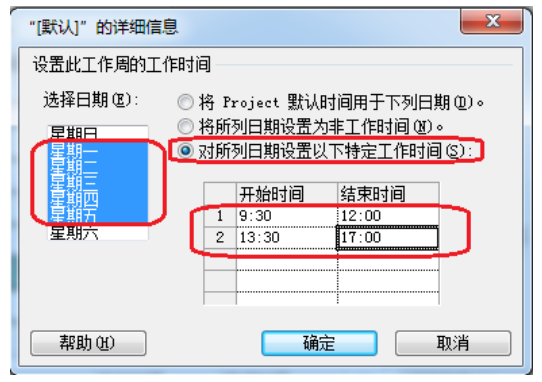 “[默认]” 的详细信息
设置此工作周的工作时间
选择日期(E):
星期日
星期一
星期二
星期三
星期四
星期五
星期六
将 Project 默认时间用于下列日期(D)。
将所列日期设置为非工作时间(N)。
对所列日期设置以下特定工作时间(S):
开始时间 结束时间
1 9:30 12:00
2 13:30 17:00
帮助(H) 确定 取消